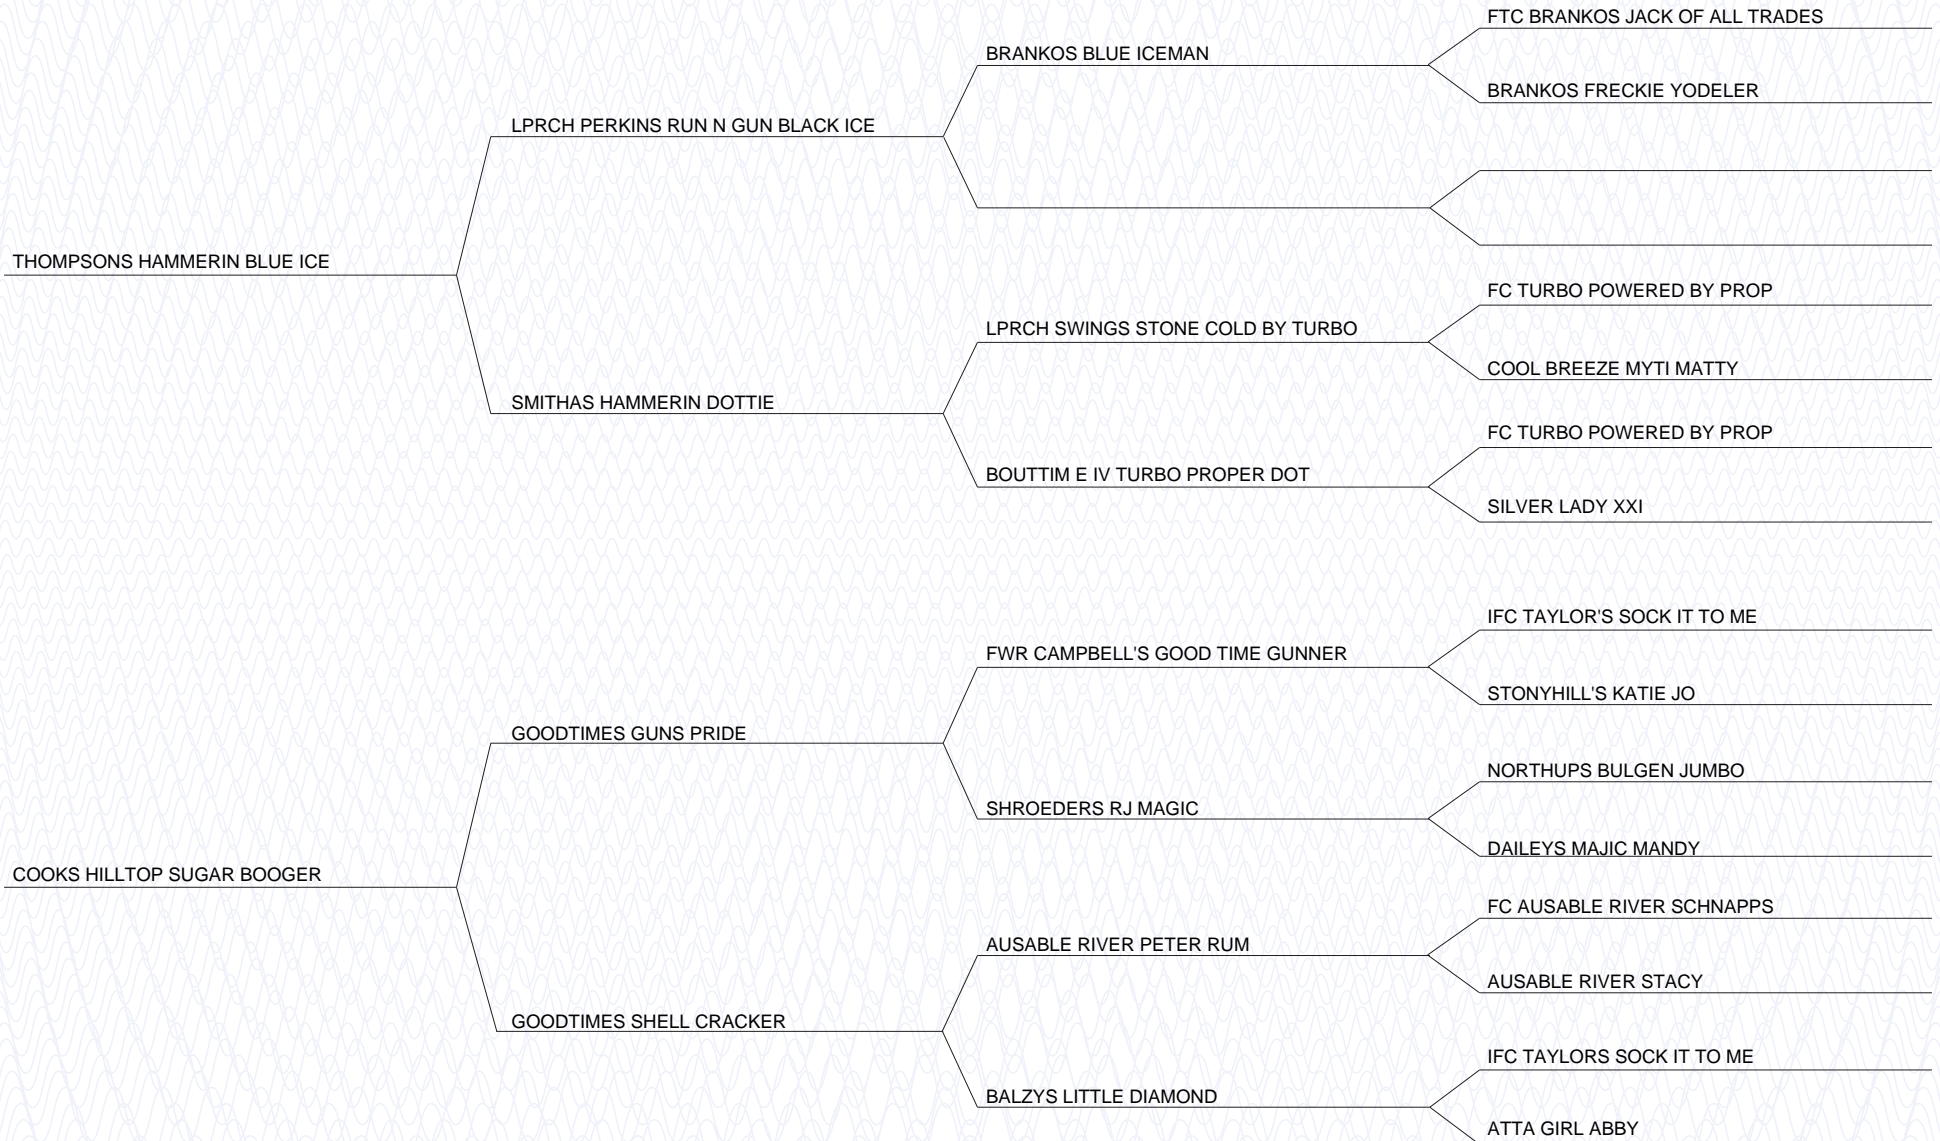 FTC BRANKOS JACK OF ALL TRADES
BRANKOS BLUE ICEMAN
BRANKOS FRECKIE YODELER
LPRCH PERKINS RUN N GUN BLACK ICE
THOMPSONS HAMMERIN BLUE ICE
FC TURBO POWERED BY PROP
LPRCH SWINGS STONE COLD BY TURBO
COOL BREEZE MYTI MATTY
SMITHAS HAMMERIN DOTTIE
FC TURBO POWERED BY PROP
BOUTTIM E IV TURBO PROPER DOT
SILVER LADY XXI
IFC TAYLOR'S SOCK IT TO ME
FWR CAMPBELL'S GOOD TIME GUNNER
STONYHILL'S KATIE JO
GOODTIMES GUNS PRIDE
NORTHUPS BULGEN JUMBO
SHROEDERS RJ MAGIC
DAILEYS MAJIC MANDY
COOKS HILLTOP SUGAR BOOGER
FC AUSABLE RIVER SCHNAPPS
AUSABLE RIVER PETER RUM
AUSABLE RIVER STACY
GOODTIMES SHELL CRACKER
IFC TAYLORS SOCK IT TO ME
BALZYS LITTLE DIAMOND
ATTA GIRL ABBY